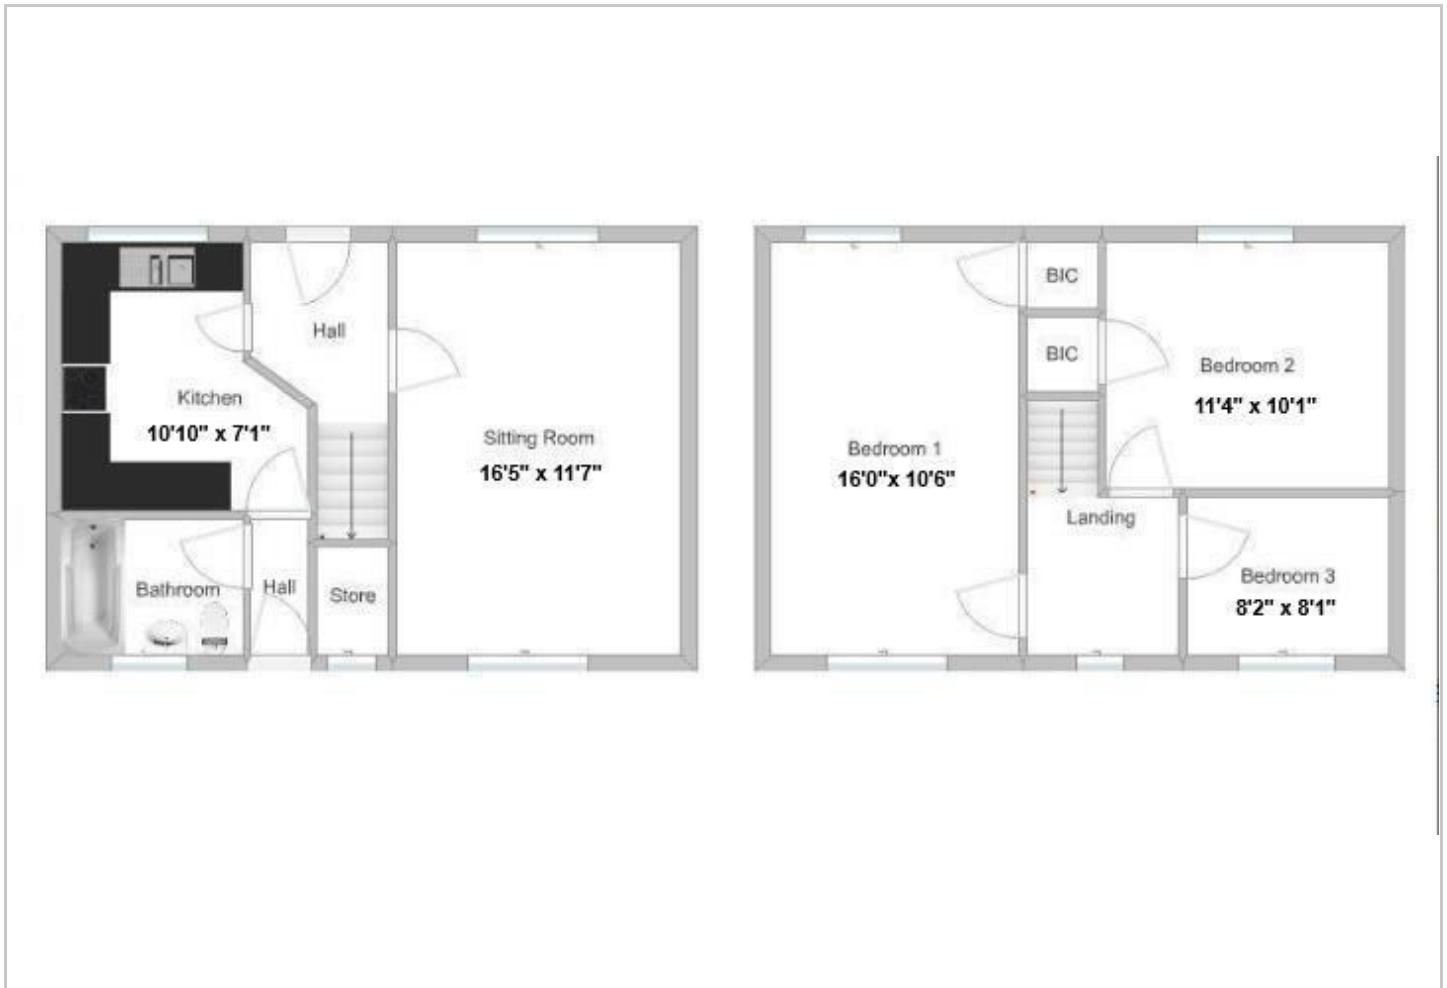 Hall
Kitchen
10'10" x 7'1"
Sitting Room
16'5" x 11'7"
Bathroom
Hall
Store
BIC
BIC
Bedroom 2
11'4" x 10'1"
Bedroom 1
16'0"x 10'6"
Landing
Bedroom 3
8'2" x 8'1"